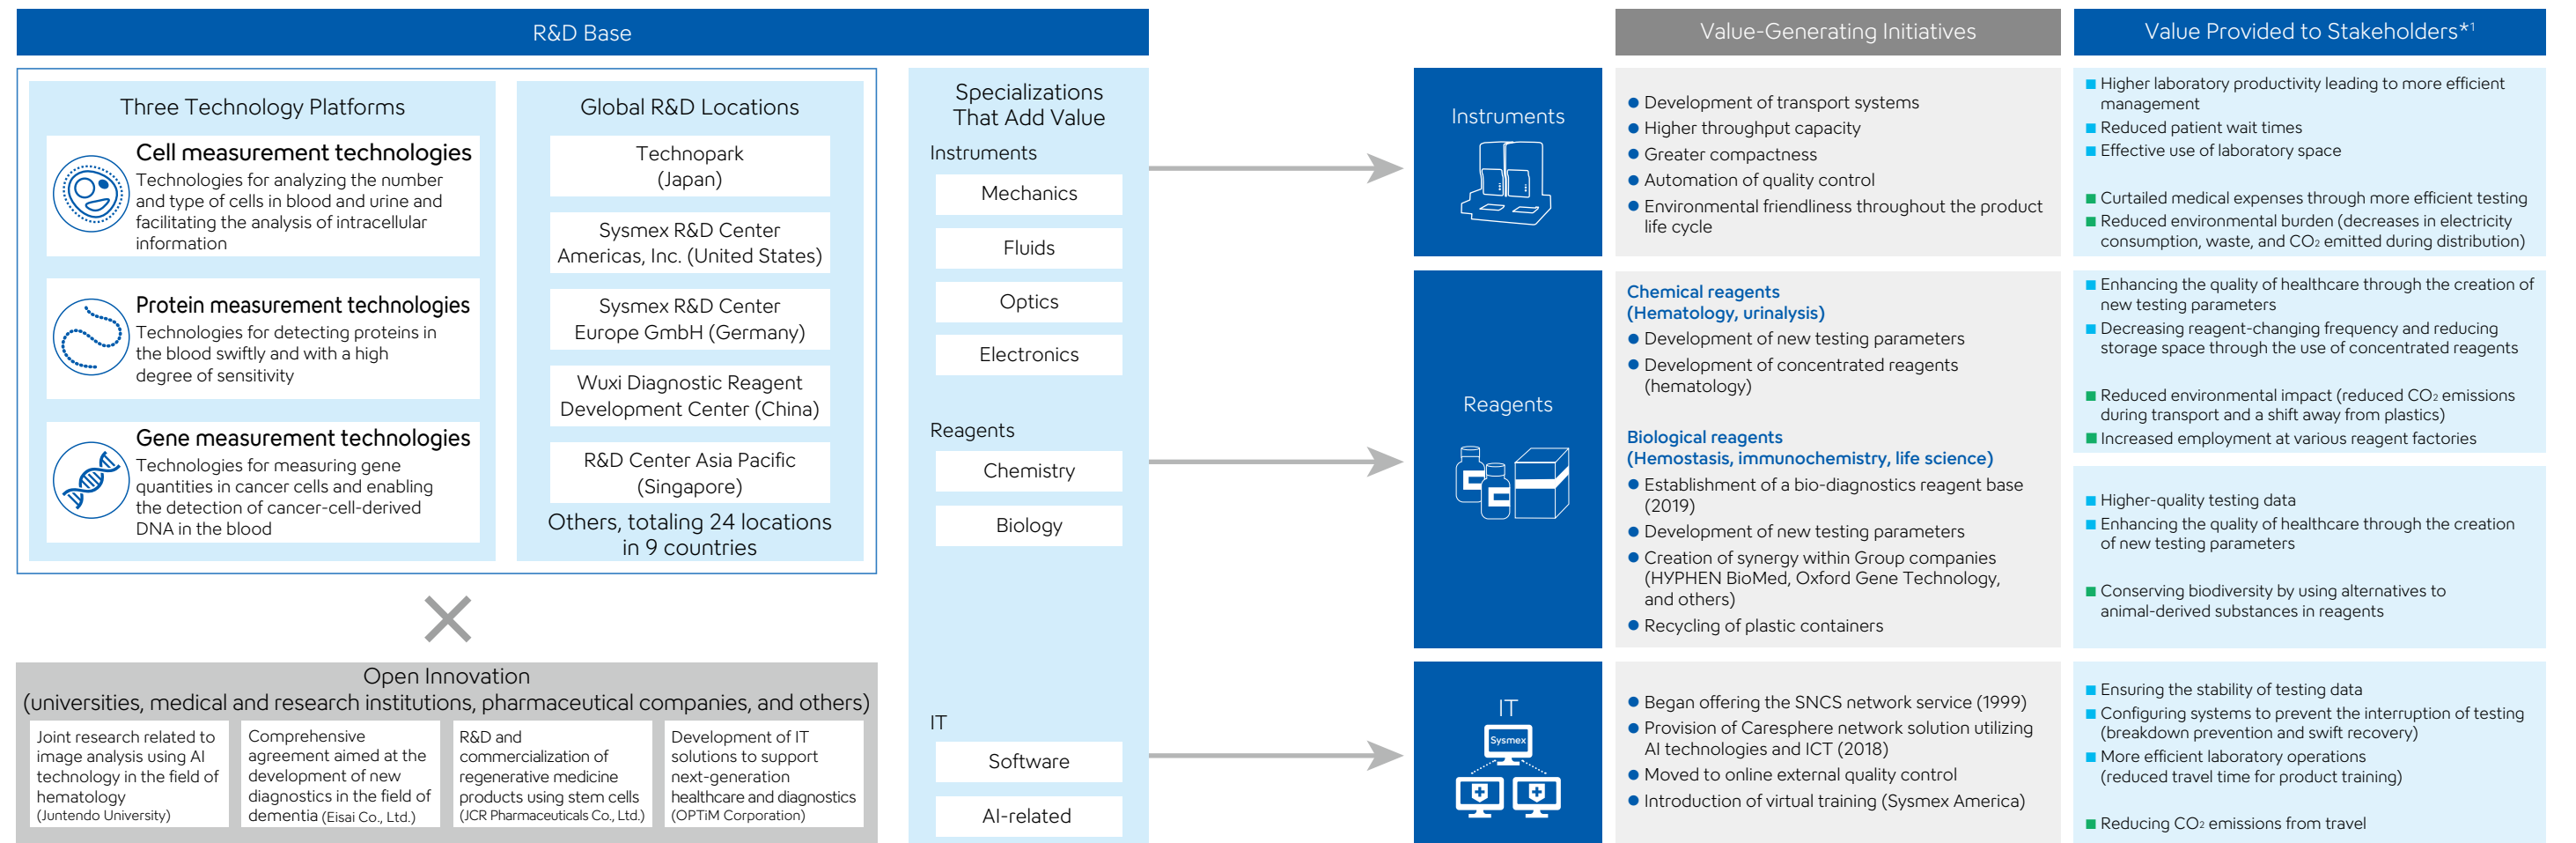 R&D Base
Three Technology Platforms
Cell measurement technologies
Technologies for analyzing the number
and type of cells in blood and urine and
facilitating the analysis of intracellular
information
Protein measurement technologies
Technologies for detecting proteins in
the blood swiftly and with a high
degree of sensitivity
Gene measurement technologies
Technologies for measuring gene
quantities in cancer cells and enabling
the detection of cancer-cell-derived
DNA in the blood
Global R&D Locations
Technopark
(Japan)
Sysmex R&D Center
Americas, Inc. (United States)
Sysmex R&D Center
Europe GmbH (Germany)
Wuxi Diagnostic Reagent
Development Center (China)
R&D Center Asia Pacific
(Singapore)
Others, totaling 24 locations
in 9 countries
×
Open Innovation
(universities, medical and research institutions, pharmaceutical companies, and others)
Joint research related to
image analysis using AI
technology in the field of
hematology
(Juntendo University)
Comprehensive
agreement aimed at the
development of new
diagnostics in the field of
dementia (Eisai Co., Ltd.)
R&D and
commercialization of
regenerative medicine
products using stem cells
(JCR Pharmaceuticals Co., Ltd.)
Development of IT
solutions to support
next-generation
healthcare and diagnostics
(OPTiM Corporation)
Specializations
That Add Value
Instruments
Mechanics
Fluids
Optics
Electronics
Reagents
Chemistry
Biology
IT
Software
AI-related
Value-Generating Initiatives
Value Provided to Stakeholders*1
Instruments
● Development of transport systems
● Higher throughput capacity
● Greater compactness
● Automation of quality control
● Environmental friendliness throughout the product
life cycle
■ Higher laboratory productivity leading to more efficient
management
■ Reduced patient wait times
■ Effective use of laboratory space
■ Curtailed medical expenses through more efficient testing
■ Reduced environmental burden (decreases in electricity
consumption, waste, and CO2 emitted during distribution)
Reagents
Chemical reagents
(Hematology, urinalysis)
● Development of new testing parameters
● Development of concentrated reagents
(hematology)
Biological reagents
(Hemostasis, immunochemistry, life science)
● Establishment of a bio-diagnostics reagent base
(2019)
● Development of new testing parameters
● Creation of synergy within Group companies
(HYPHEN BioMed, Oxford Gene Technology,
and others)
● Recycling of plastic containers
■ Enhancing the quality of healthcare through the creation of
new testing parameters
■ Decreasing reagent-changing frequency and reducing
storage space through the use of concentrated reagents
■ Reduced environmental impact (reduced CO2 emissions
during transport and a shift away from plastics)
■ Increased employment at various reagent factories
■ Higher-quality testing data
■ Enhancing the quality of healthcare through the creation
of new testing parameters
■ Conserving biodiversity by using alternatives to
animal-derived substances in reagents
IT
Sysmex
● Began offering the SNCS network service (1999)
● Provision of Caresphere network solution utilizing
AI technologies and ICT (2018)
● Moved to online external quality control
● Introduction of virtual training (Sysmex America)
■ Ensuring the stability of testing data
■ Configuring systems to prevent the interruption of testing
(breakdown prevention and swift recovery)
■ More efficient laboratory operations
(reduced travel time for product training)
■ Reducing CO2 emissions from travel